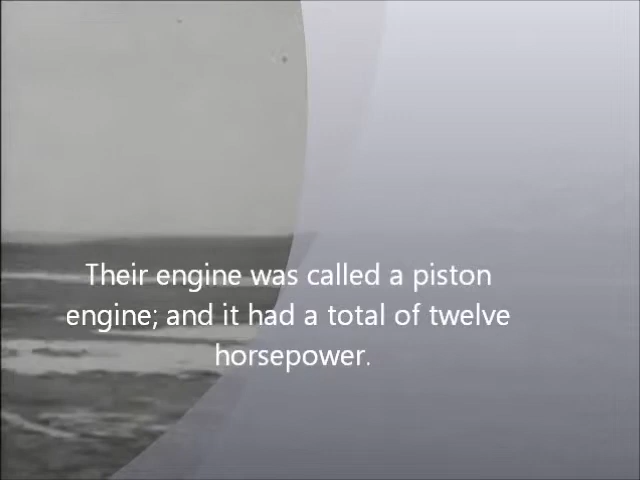 Their engine was called a piston
engine; and it had a total of twelve
horsepower.